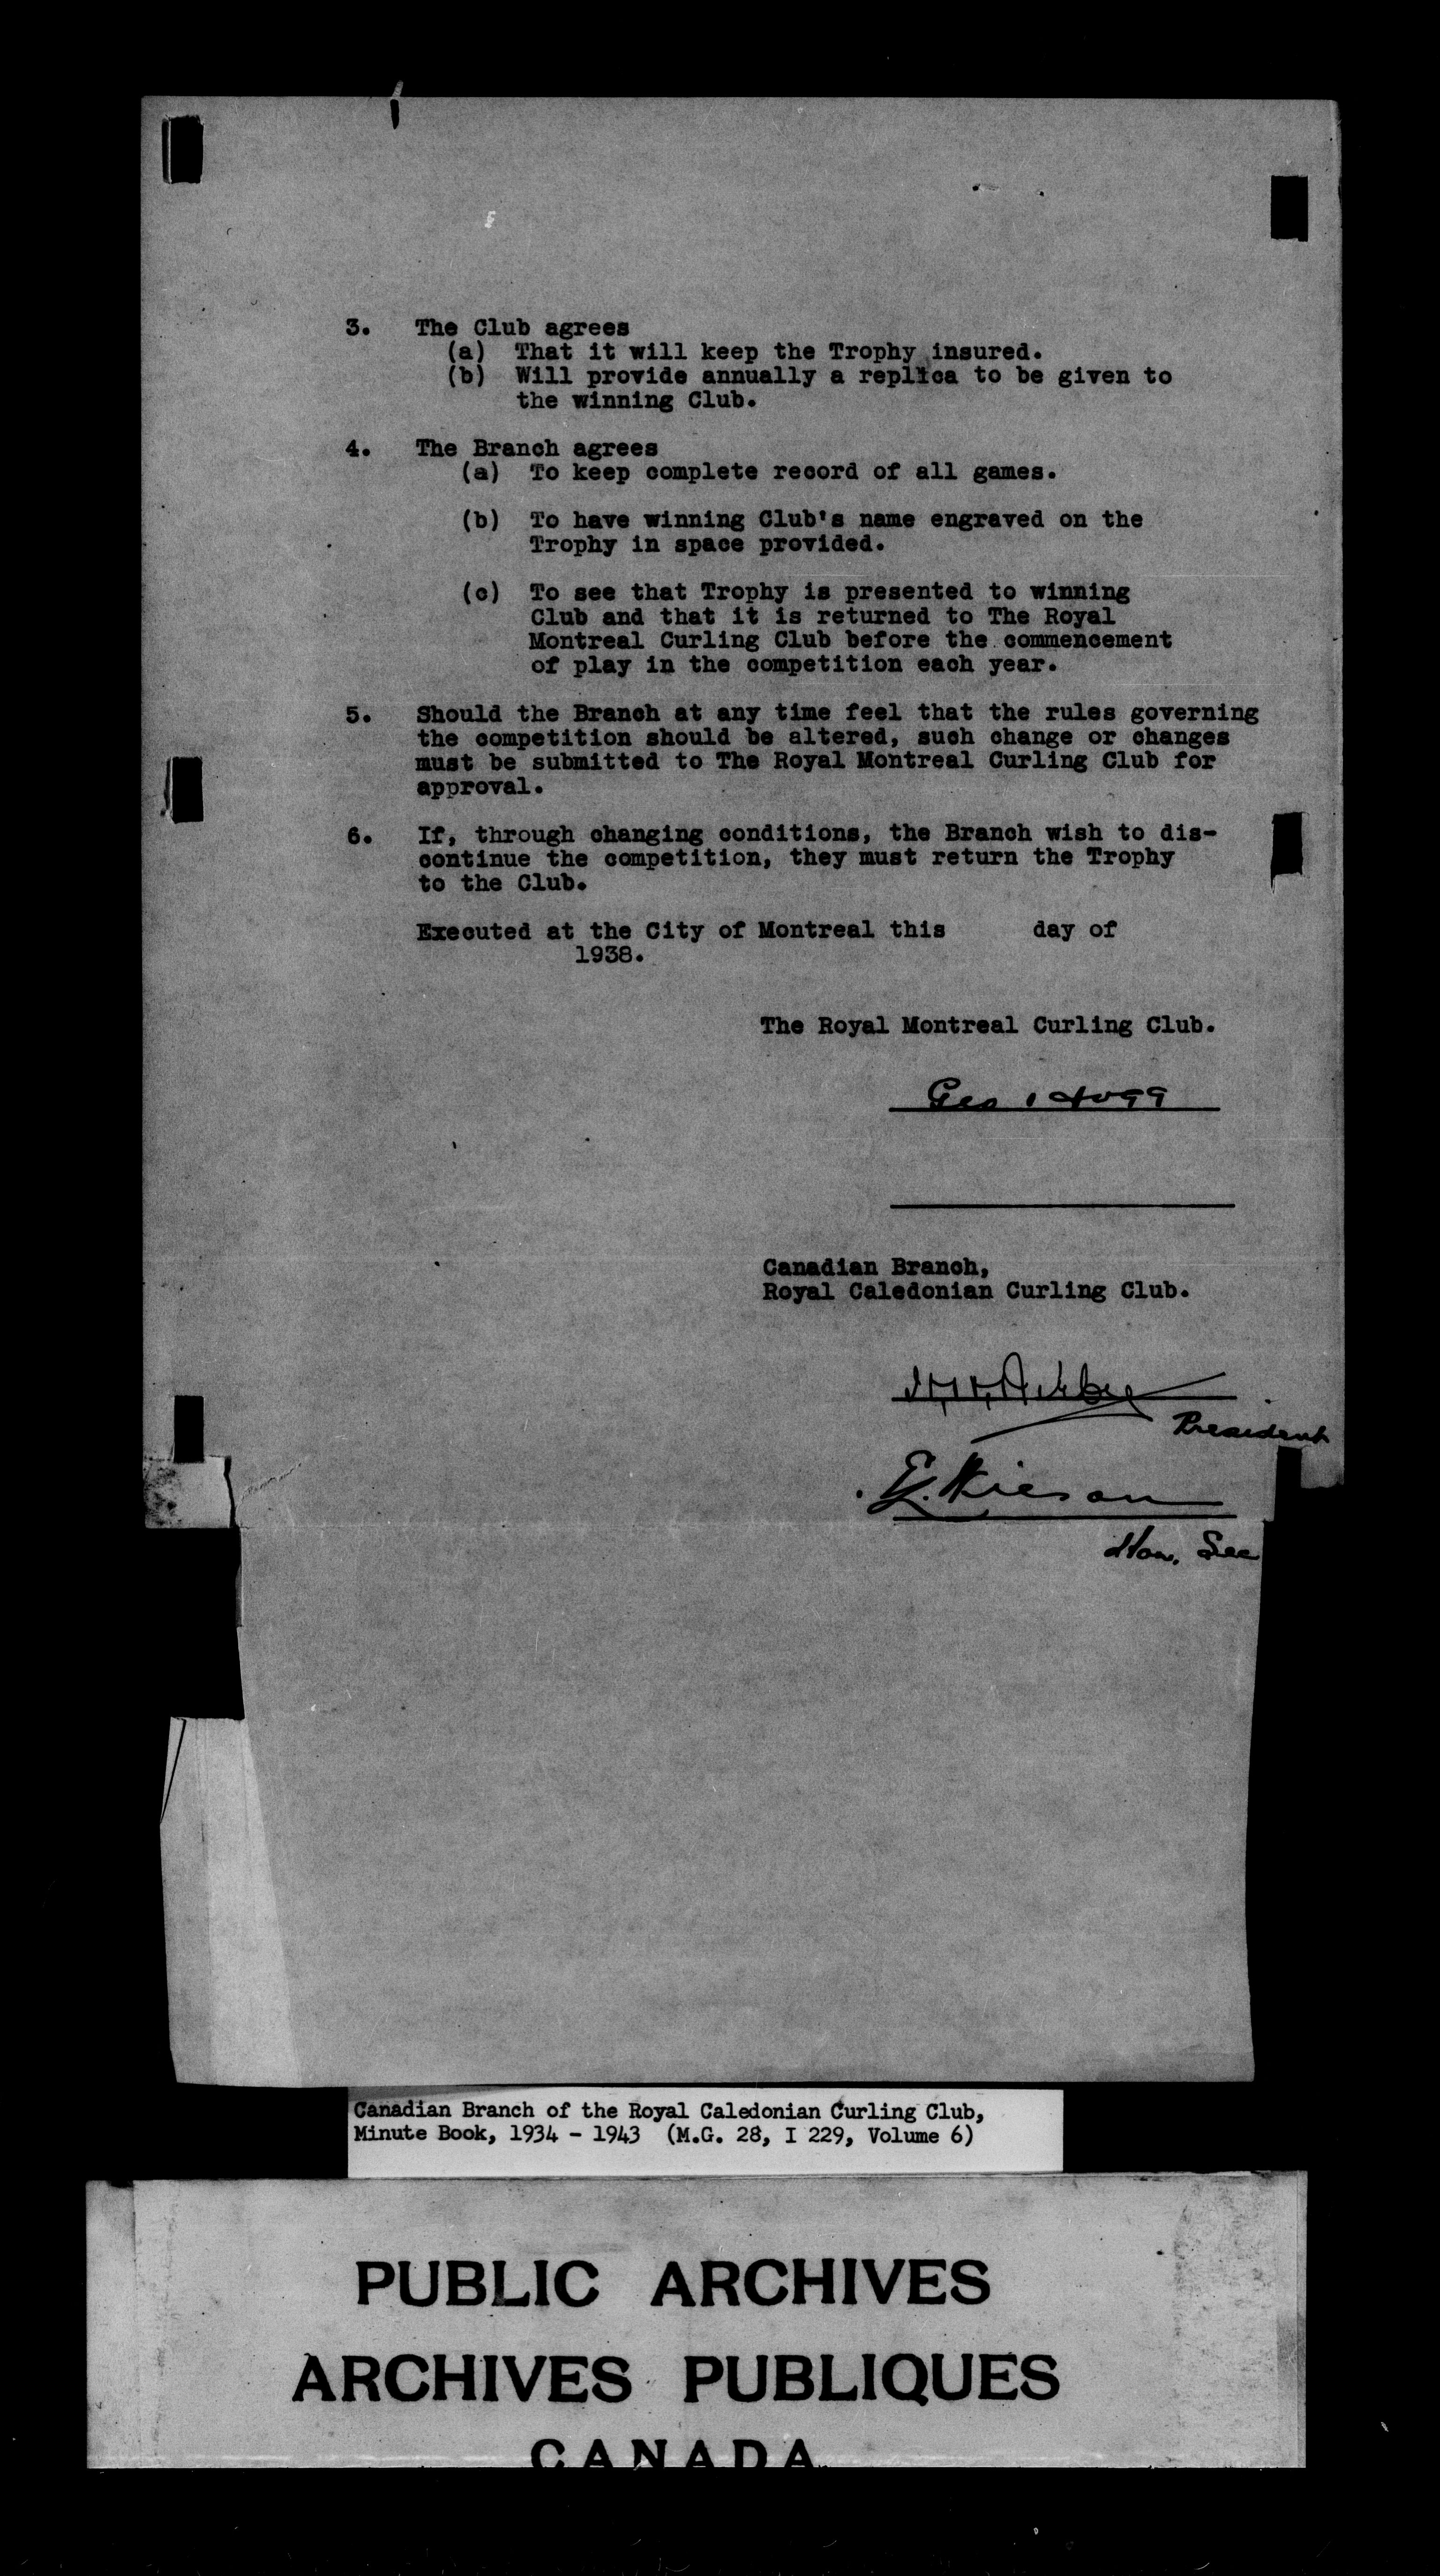 3. The Club agrees
(a) That it will keep the Trophy insured.
(b) Will provide annually a replica to be given to
the winning Club.
4. The Branch agrees
(a) To keep complete record of all games.
(b) To have winning Club's name engraved on the
Trophy in space provided.
(c) To see that Trophy is presented to winning
Club and that it is returned to The Royal
Montreal Curling Club before the commencement
of play in the competition each year.
5. Should the Branch at any time feel that the rules governing
the competition should be altered, such change or changes
must be submitted to The Royal Montreal Curling Club for
approval.
6. If, through changing conditions, the Branch wish to dis-
continue the competition, they must return the Trophy
to the Club.
Executed at the City of Montreal this day of
1938.
The Royal Montreal Curling Club.
Geo Hogg
Canadian Branch,
Royal Caledonian Curling Club.
President
Hon. Sec
Canadian Branch of the Royal Caledonian Curling Club,
Minute Book, 1934 - 1943 (M.G. 28, I 229, Volume 6)
PUBLIC ARCHIVES
ARCHIVES PUBLIQUES
CANADA